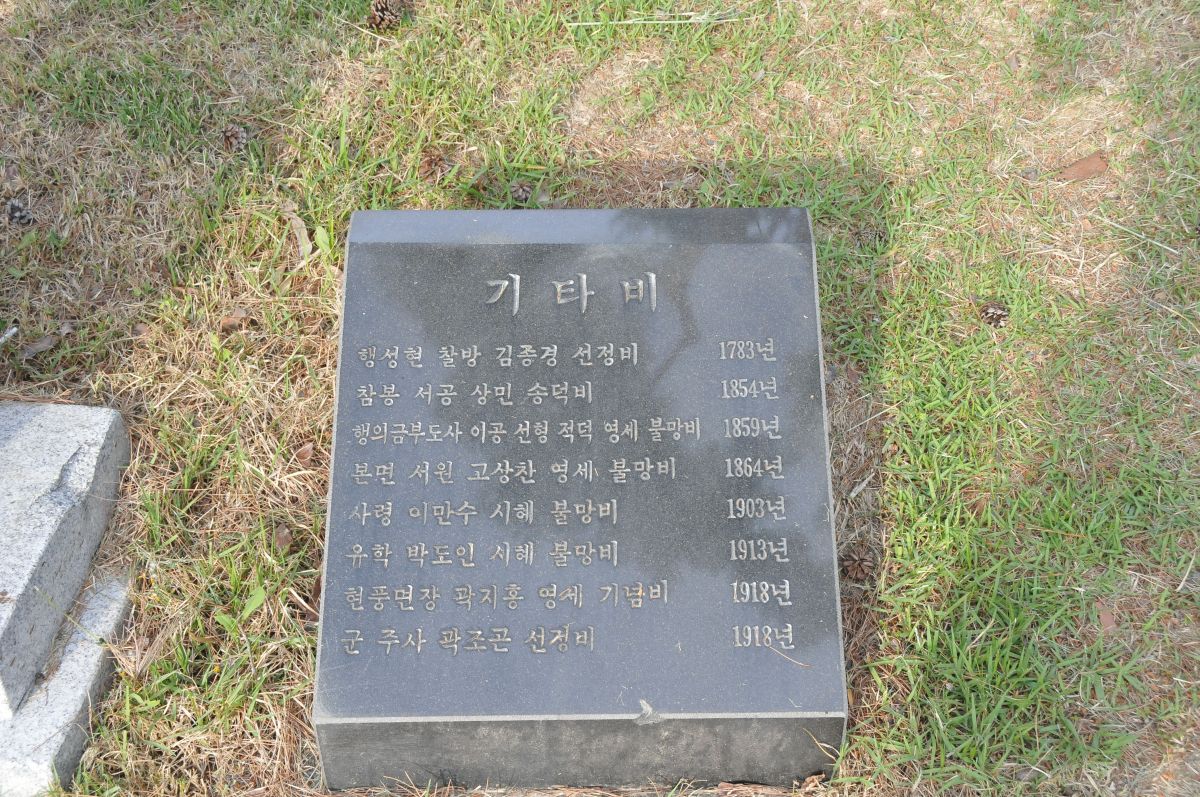 기타비
행성현 찰방 김종경 선정비 1783년
참봉 서공 상민 송덕비 1854년
행의금부도사 이공 선형 적덕 영세 불망비 1859년
본면 서원 고상찬 영세 불망비 1864년
사령 이만수 시혜 불망비 1903년
유학 박도인 시혜 불망비 1913년
현풍면장 곽지홍 영세 기념비 1918년
군 주사 곽조곤 선정비 1918년